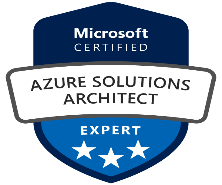 Microsoft
CERTIFIED
AZURE SOLUTIONS
ARCHITECT
EXPERT